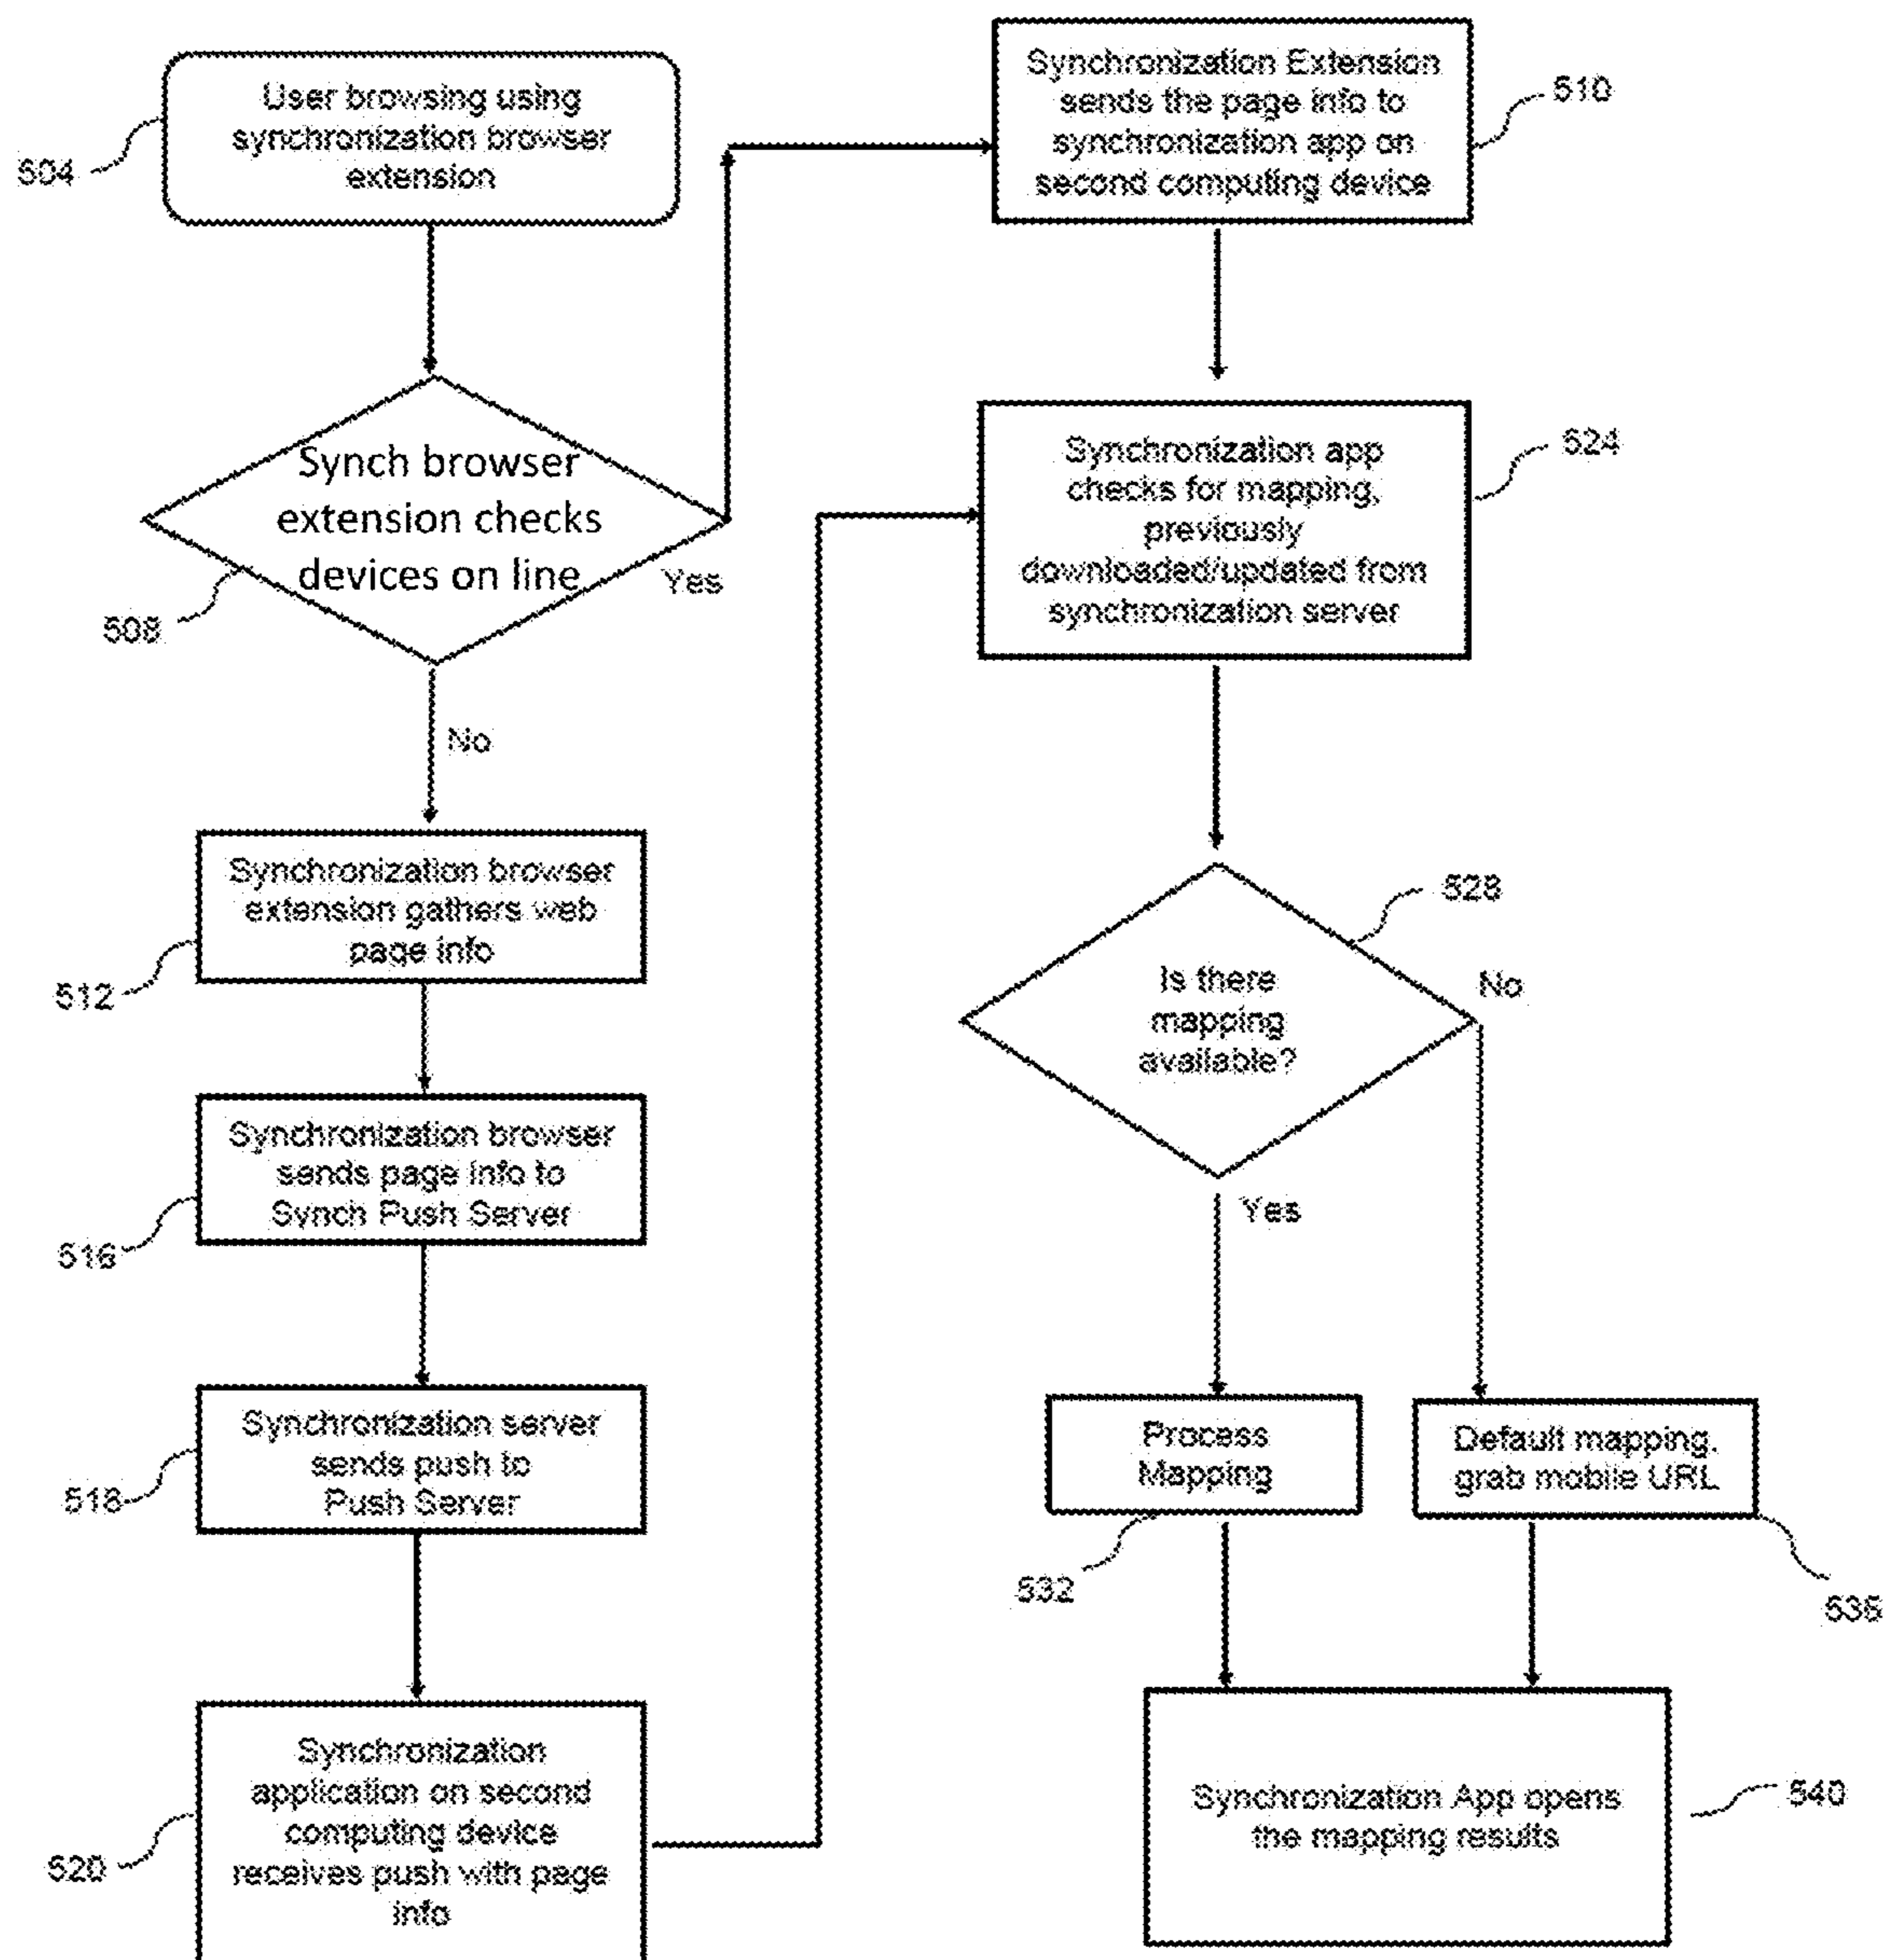 User browsing using
synchronization browser
extension
504
Synch browser
extension checks
devices on line
508
Yes
No
Synchronization browser
extension gathers web
page info
512
Synchronization browser
sends page info to
Synch Push Server
516
Synchronization server
sends push to
Push Server
518
Synchronization
application on second
computing device
receives push with page
info
520
Synchronization Extension
sends the page info to
synchronization app on
second computing device
510
Synchronization app
checks for mapping,
previously
downloaded/updated from
synchronization server
524
Is there
mapping
available?
528
No
Yes
Process
Mapping
532
Default mapping,
grab mobile URL
536
Synchronization App opens
the mapping results
540